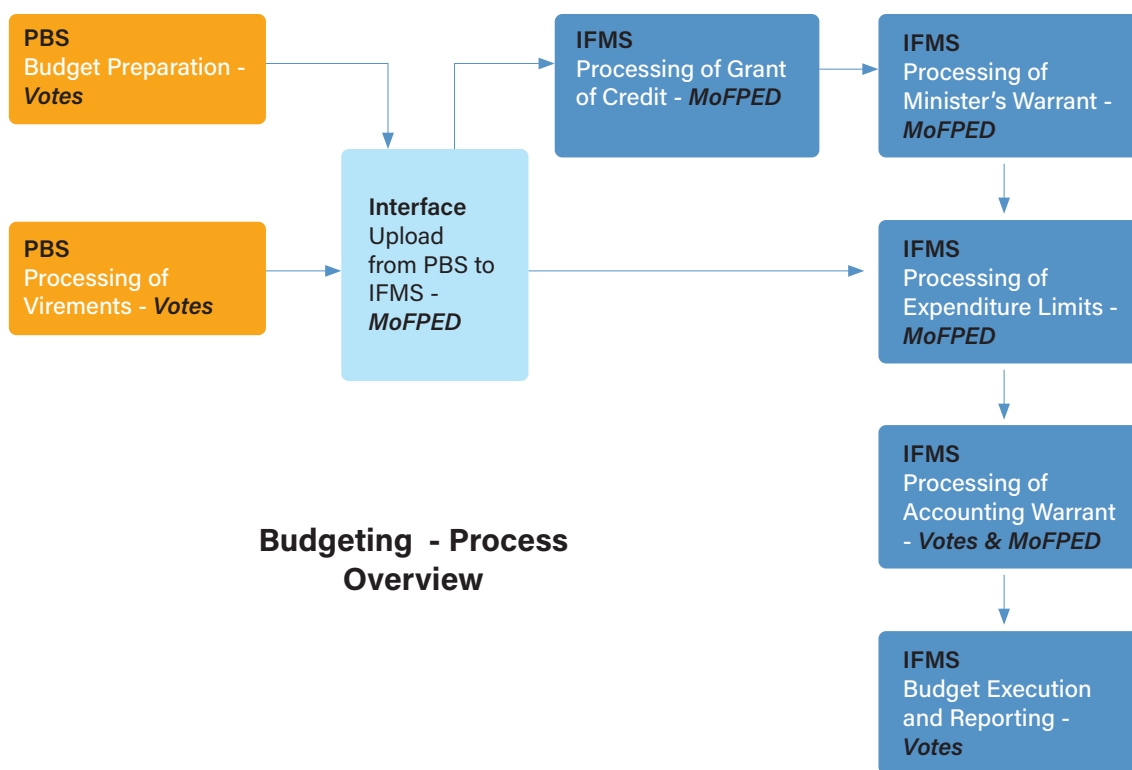 PBS
Budget Preparation -
Votes
IFMS
Processing of Grant
of Credit - MoFPED
IFMS
Processing of
Minister’s Warrant -
MoFPED
PBS
Processing of
Virements - Votes
Interface
Upload
from PBS to
IFMS -
MoFPED
IFMS
Processing of
Expenditure Limits -
MoFPED
IFMS
Processing of
Accounting Warrant
- Votes & MoFPED
Budgeting - Process
Overview
IFMS
Budget Execution
and Reporting -
Votes